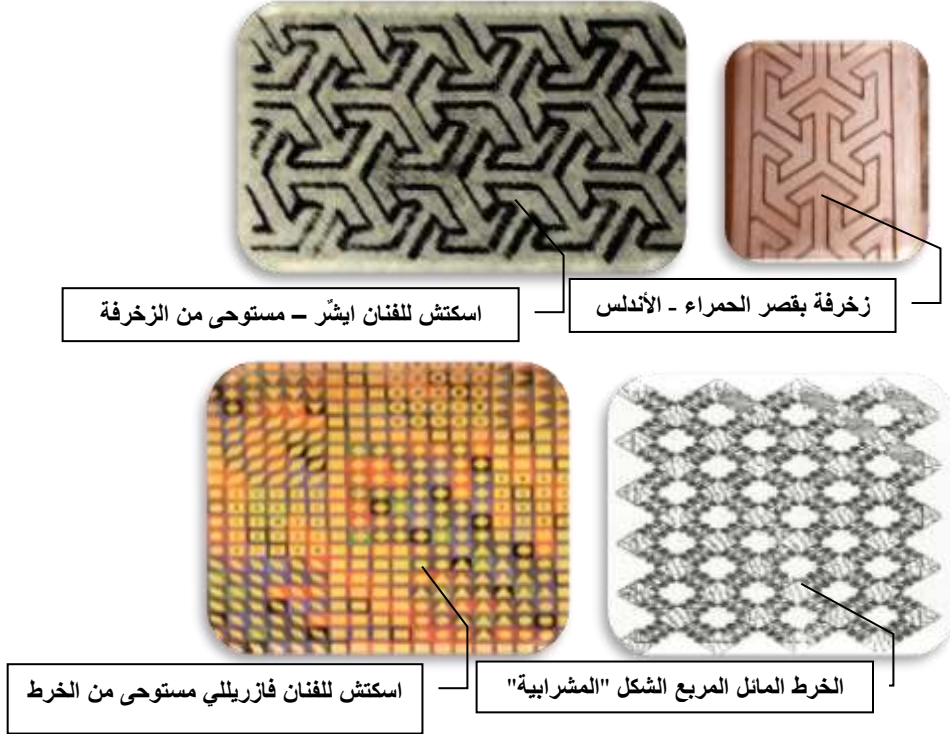 زخرفة بقصر الحمراء - الأندلس
اسكتش للفنان ايشّر – مستوحى من الزخرفة
الخرط المائل المربع الشكل "المشرابية"
اسكتش للفنان فازريللي مستوحى من الخرط